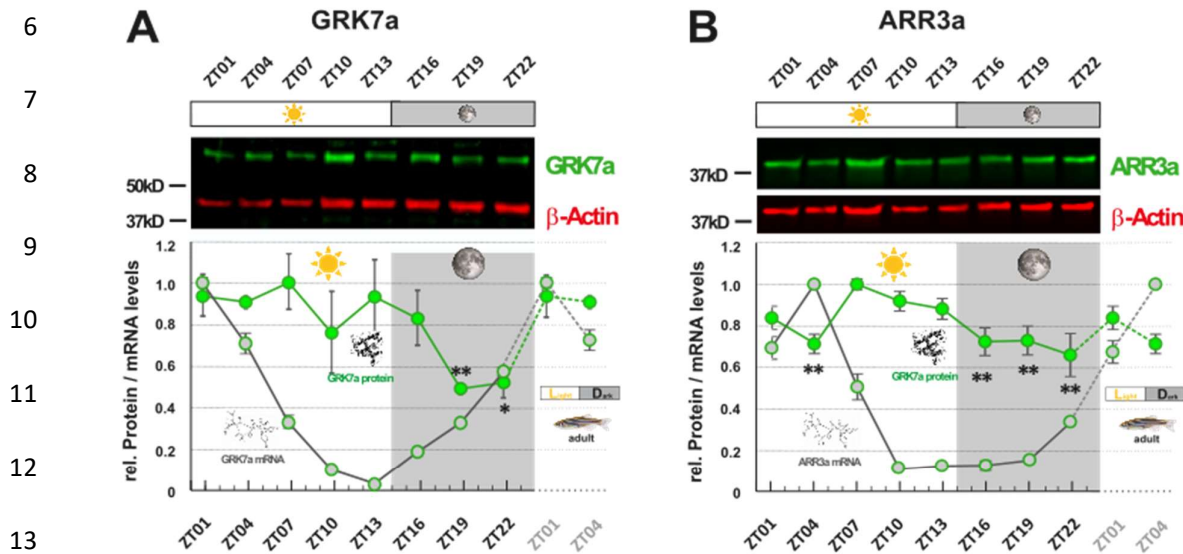 6
7
8
9
10
11
12
13
A GRK7a
ZT01 ZT04 ZT07 ZT10 ZT13 ZT16 ZT19 ZT22
GRK7a
50kD
37kD
β-Actin
rel. Protein / mRNA levels
1.2
1.0
0.8
0.6
0.4
0.2
0
GRK7a protein
GRK7a mRNA
**
*
Light Dark
adult
ZT01 ZT04 ZT07 ZT10 ZT13 ZT16 ZT19 ZT22 ZT01 ZT04
B ARR3a
ZT01 ZT04 ZT07 ZT10 ZT13 ZT16 ZT19 ZT22
37kD
ARR3a
37kD
β-Actin
rel. Protein / mRNA levels
1.2
1.0
0.8
0.6
0.4
0.2
0
GRK7a protein
ARR3a mRNA
** ** ** **
Light Dark
adult
ZT01 ZT04 ZT07 ZT10 ZT13 ZT16 ZT19 ZT22 ZT01 ZT04